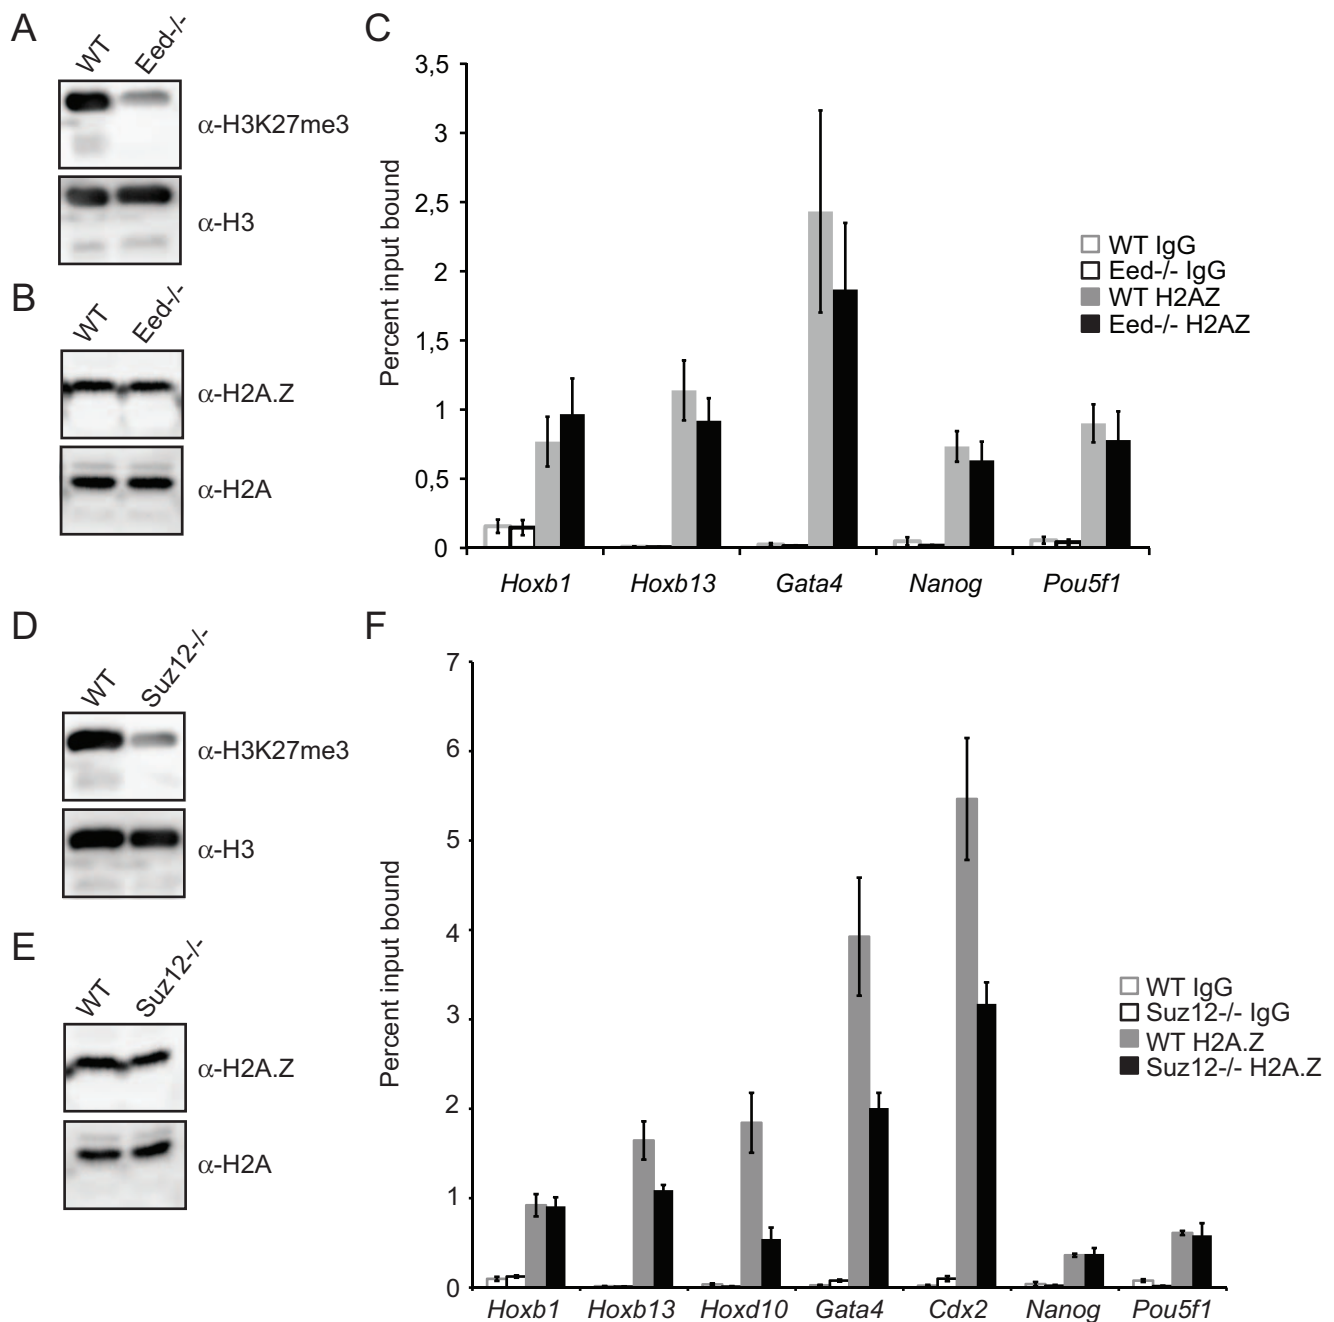 A
WT
Eed-/-
α-H3K27me3
α-H3
B
WT
Eed-/-
α-H2A.Z
α-H2A
C
Percent input bound
3,5
3
2,5
2
1,5
1
0,5
0
Hoxb1
Hoxb13
Gata4
Nanog
Pou5f1
WT IgG
Eed-/- IgG
WT H2AZ
Eed-/- H2AZ
D
WT
Suz12-/-
α-H3K27me3
α-H3
E
WT
Suz12-/-
α-H2A.Z
α-H2A
F
Percent input bound
7
6
5
4
3
2
1
0
Hoxb1
Hoxb13
Hoxd10
Gata4
Cdx2
Nanog
Pou5f1
WT IgG
Suz12-/- IgG
WT H2A.Z
Suz12-/- H2A.Z